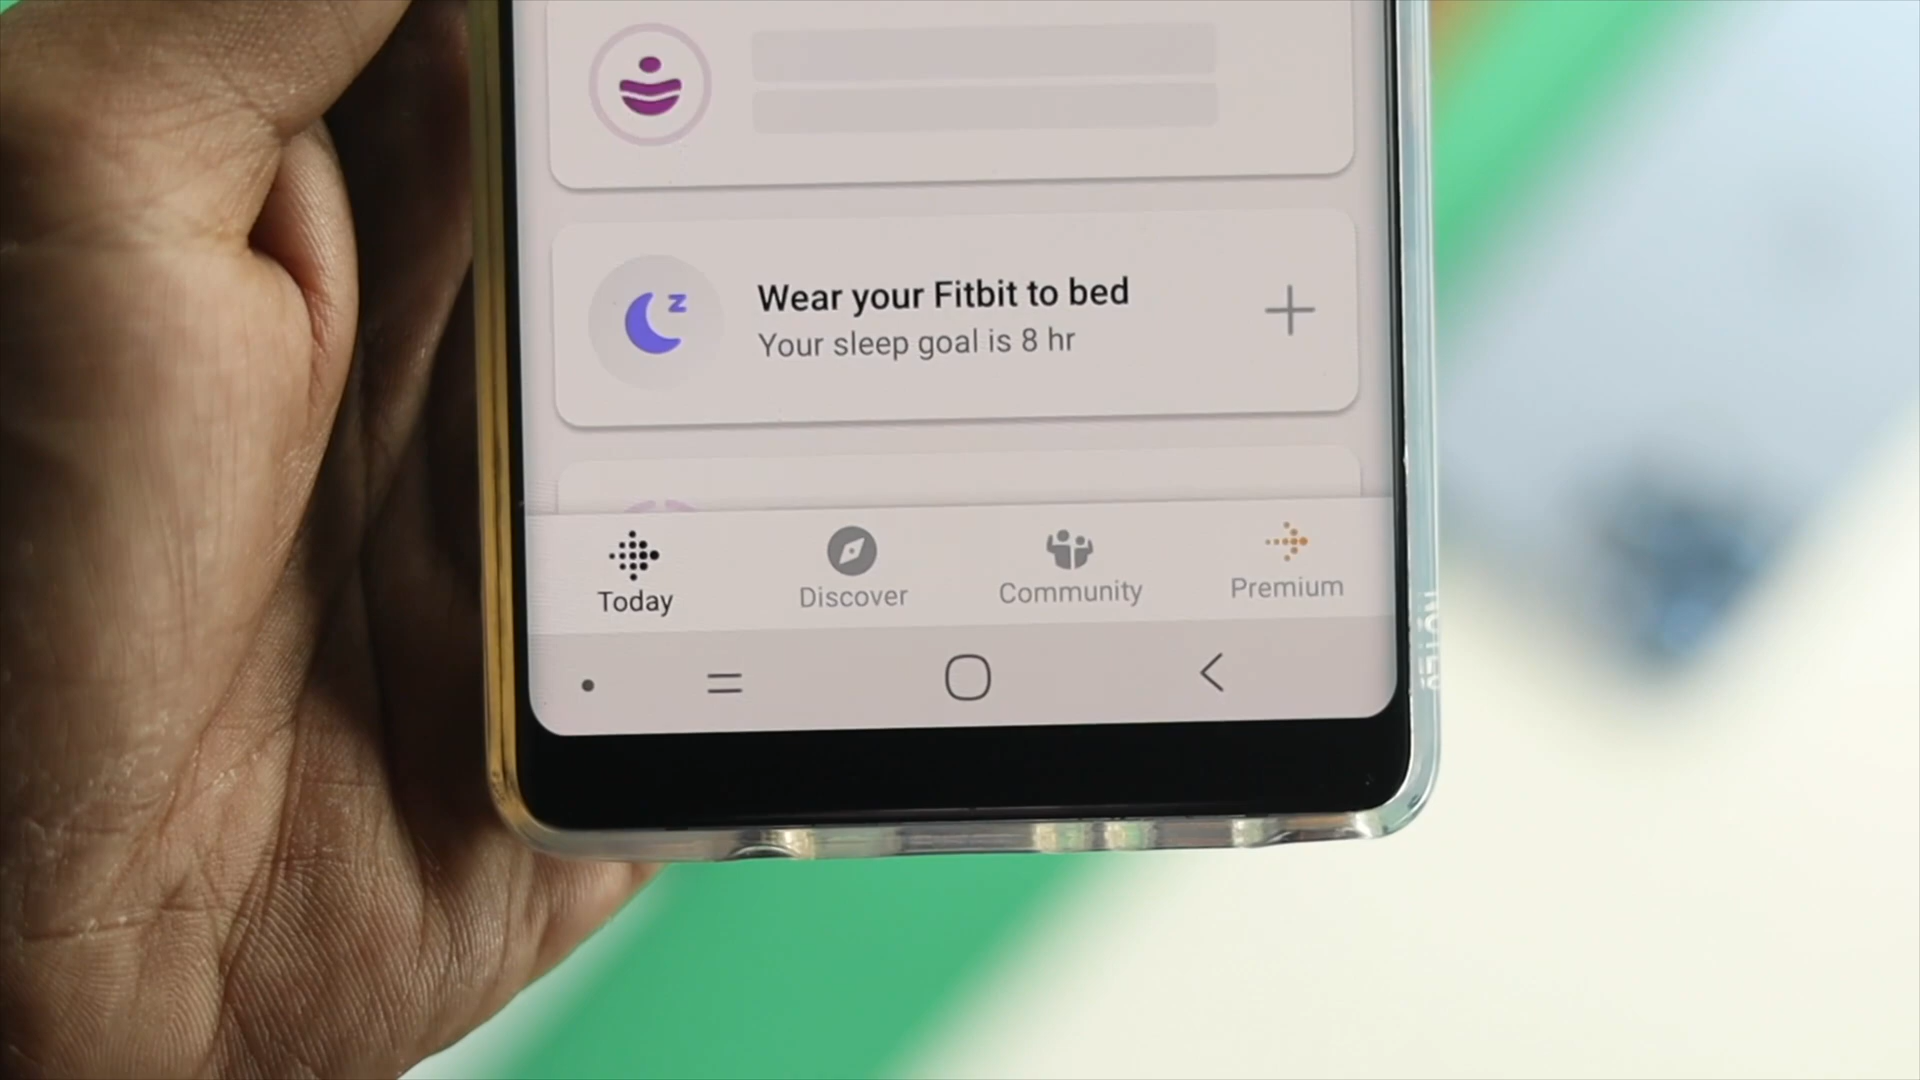 Wear your Fitbit to bed
Your sleep goal is 8 hr
Today
Discover
Community
Premium